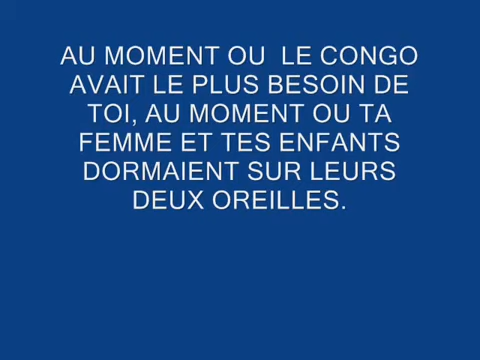 AU MOMENT OU  LE CONGO
AVAIT LE PLUS BESOIN DE
TOI, AU MOMENT OU TA
FEMME ET TES ENFANTS
DORMAIENT SUR LEURS
DEUX OREILLES.